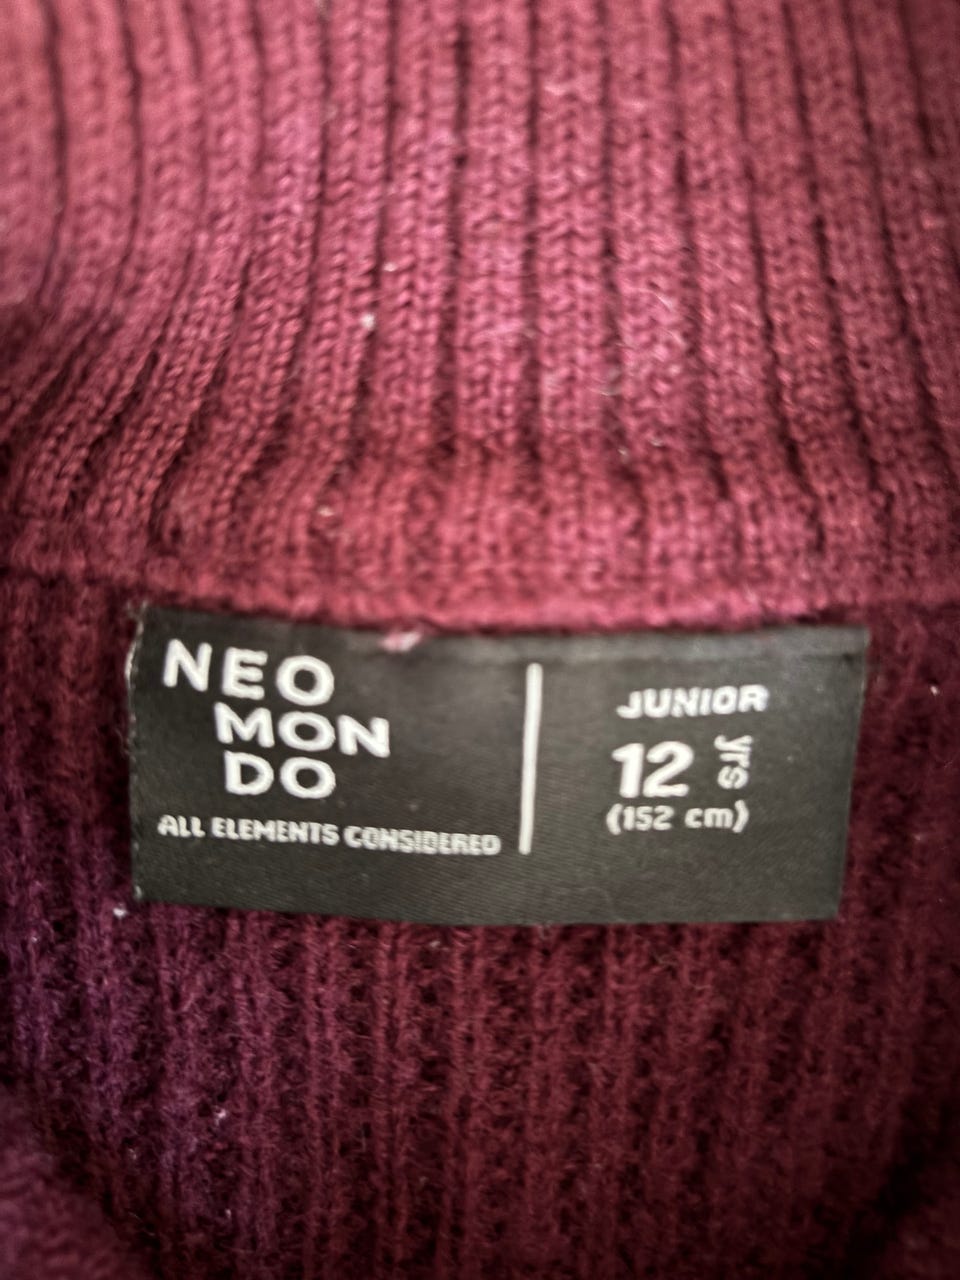 NEO
MON
DO
ALL ELEMENTS CONSIDERED
JUNIOR
12 yrs
(152 cm)